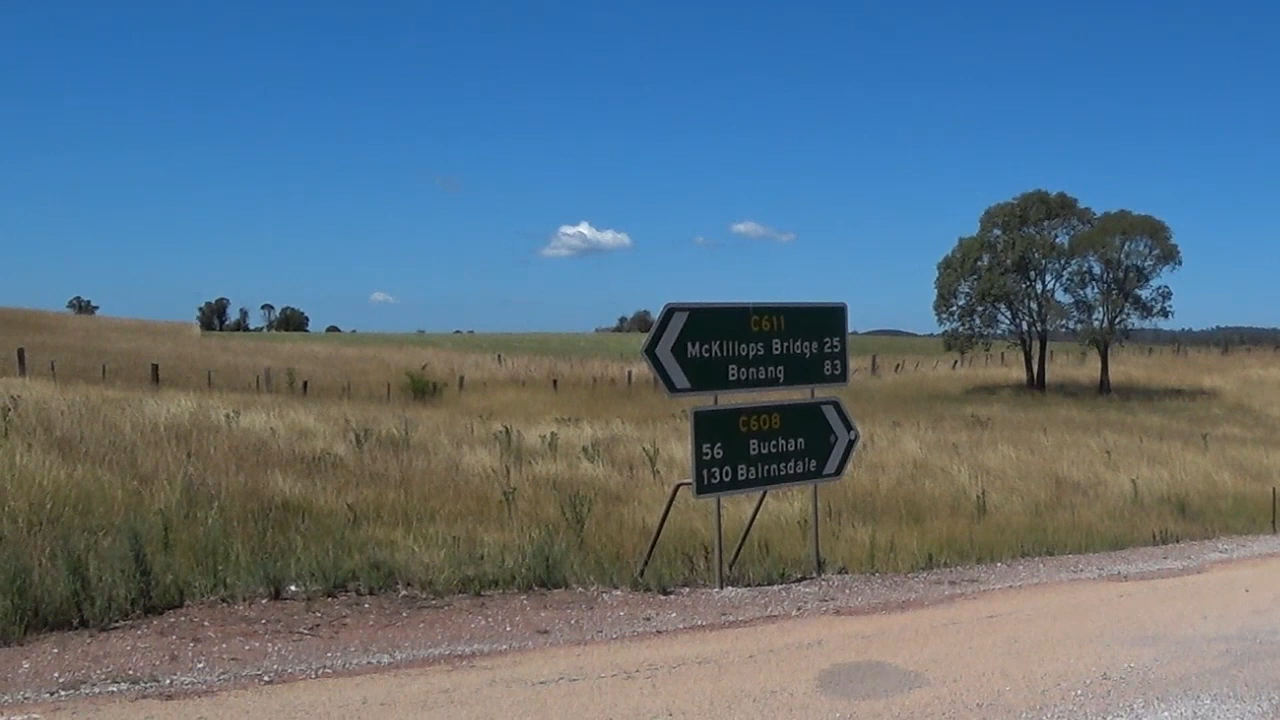 C611
McKillops Bridge 25
Bonang 83
C608
56 Buchan
130 Bairnsdale